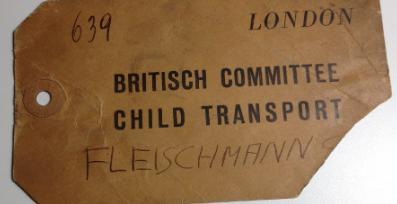 639 LONDON
BRITISCH COMMITTEE
CHILD TRANSPORT
FLEISCHMANN S